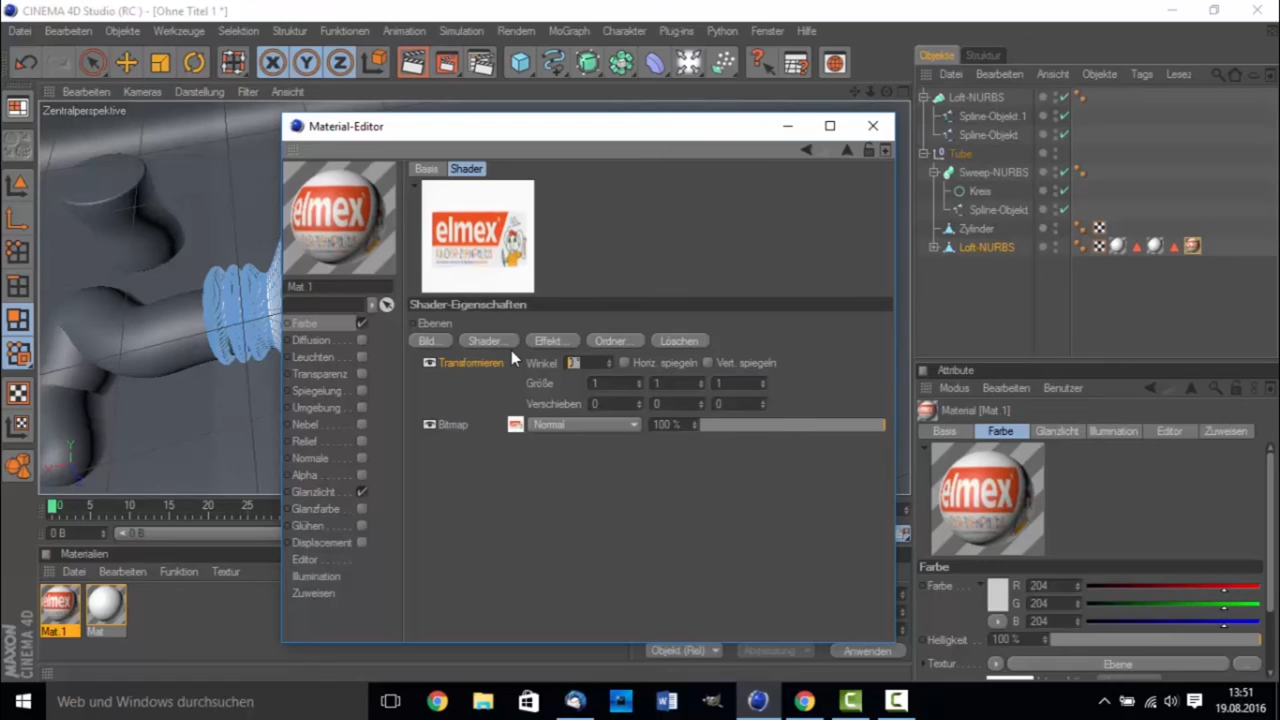 CINEMA 4D Studio (RC ) - [Ohne Titel 1 *]
Datei Bearbeiten Objekte Werkzeuge Selektion Struktur Funktionen Animation Simulation Rendern MoGraph Charakter Plug-ins Python Fenster Hilfe
X Y Z
Objekte Struktur
Datei Bearbeiten Ansicht Objekte Tags Lesez
Bearbeiten Kameras Darstellung Filter Ansicht
Zentralperspektive
Loft-NURBS
Spline-Objekt.1
Spline-Objekt
Tube
Sweep-NURBS
Kreis
Spline-Objekt
Zylinder
Loft-NURBS
Material-Editor
Basis Shader
elmex
elmex
KINDER-ZAHNPASTA
Mat.1
Shader-Eigenschaften
Farbe
Diffusion
Leuchten
Transparenz
Spiegelung
Umgebung
Nebel
Relief
Normale
Alpha
Glanzlicht
Glanzfarbe
Glühen
Displacement
Editor
Illumination
Zuweisen
Ebenen
Bild... Shader... Effekt... Ordner... Löschen
Transformieren Winkel Horiz. spiegeln Vert. spiegeln
Größe 1 1 1
Verschieben 0 0 0
Bitmap Normal 100 %
Attribute
Modus Bearbeiten Benutzer
Material [Mat.1]
Basis Farbe Glanzlicht Illumination Editor Zuweisen
elmex
Farbe
Farbe R 204
G 204
B 204
Helligkeit 100 %
Textur Ebene ...
Y
X
0 5 10 15 20 25
0 B 0 B
Materialien
Datei Bearbeiten Funktion Textur
elmex
Mat.1 Mat
Objekt (Rel) Abmessung Anwenden
MAXON
CINEMA 4D
Web und Windows durchsuchen
13:51
19.08.2016